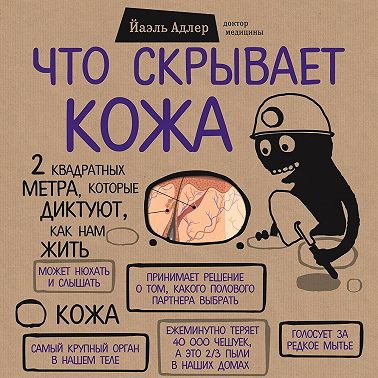 Йаэль Адлер
доктор
медицины
ЧТО СКРЫВАЕТ
КОЖА
2 КВАДРАТНЫХ
МЕТРА, КОТОРЫЕ
ДИКТУЮТ,
КАК НАМ
ЖИТЬ
МОЖЕТ НЮХАТЬ
И СЛЫШАТЬ
ПРИНИМАЕТ РЕШЕНИЕ
О ТОМ, КАКОГО ПОЛОВОГО
ПАРТНЕРА ВЫБРАТЬ
КОЖА
САМЫЙ КРУПНЫЙ ОРГАН
В НАШЕМ ТЕЛЕ
ЕЖЕМИНУТНО ТЕРЯЕТ
40 000 ЧЕШУЕК,
А ЭТО 2/3 ПЫЛИ
В НАШИХ ДОМАХ
ГОЛОСУЕТ ЗА
РЕДКОЕ МЫТЬЕ